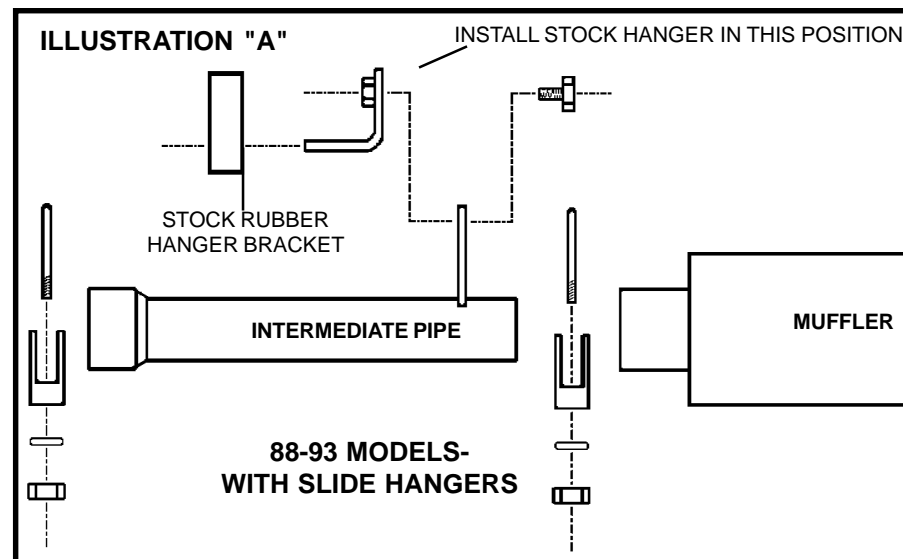 ILLUSTRATION "A"
INSTALL STOCK HANGER IN THIS POSITION
STOCK RUBBER
HANGER BRACKET
INTERMEDIATE PIPE
MUFFLER
88-93 MODELS-
WITH SLIDE HANGERS